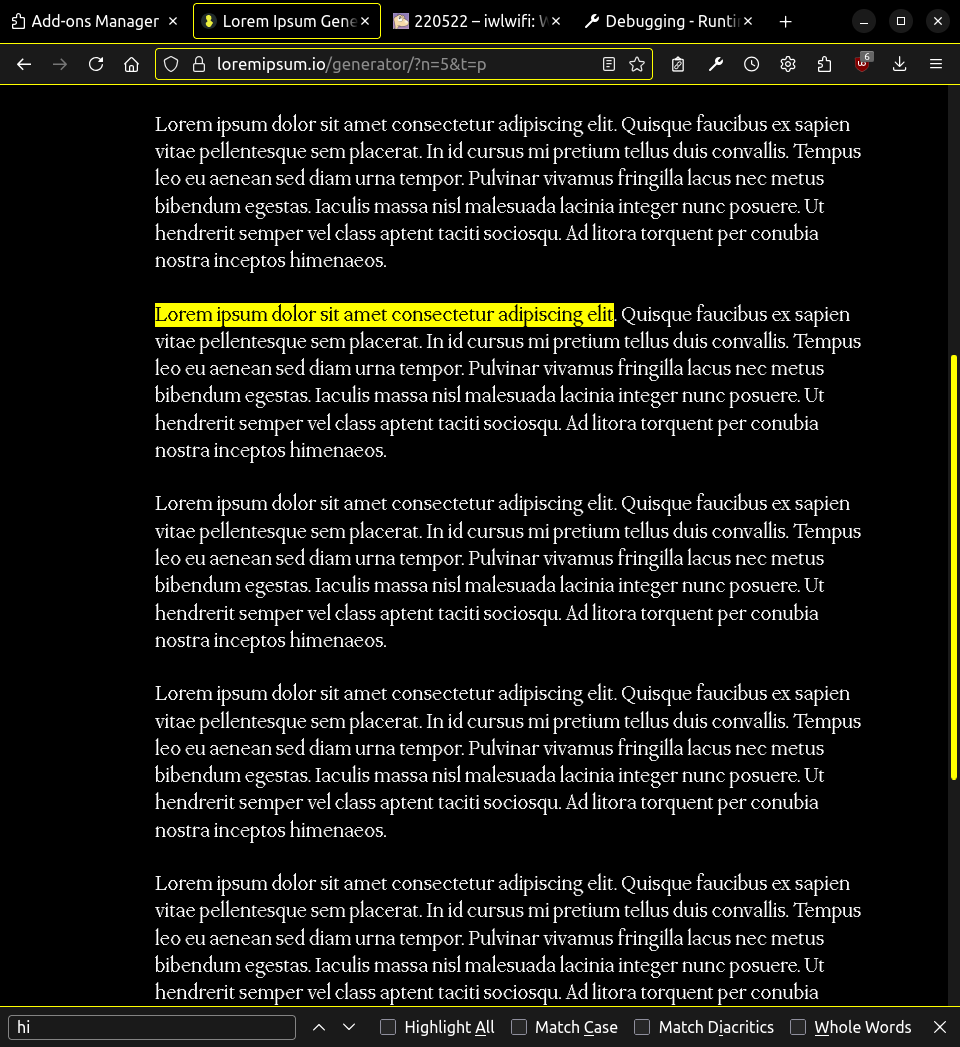 Add-ons Manager
Lorem Ipsum Gene
220522 – iwlwifi: W
Debugging - Runti
loremipsum.io/generator/?n=5&t=p
6
Lorem ipsum dolor sit amet consectetur adipiscing elit. Quisque faucibus ex sapien
vitae pellentesque sem placerat. In id cursus mi pretium tellus duis convallis. Tempus
leo eu aenean sed diam urna tempor. Pulvinar vivamus fringilla lacus nec metus
bibendum egestas. Iaculis massa nisl malesuada lacinia integer nunc posuere. Ut
hendrerit semper vel class aptent taciti sociosqu. Ad litora torquent per conubia
nostra inceptos himenaeos.
Lorem ipsum dolor sit amet consectetur adipiscing elit. Quisque faucibus ex sapien
vitae pellentesque sem placerat. In id cursus mi pretium tellus duis convallis. Tempus
leo eu aenean sed diam urna tempor. Pulvinar vivamus fringilla lacus nec metus
bibendum egestas. Iaculis massa nisl malesuada lacinia integer nunc posuere. Ut
hendrerit semper vel class aptent taciti sociosqu. Ad litora torquent per conubia
nostra inceptos himenaeos.
Lorem ipsum dolor sit amet consectetur adipiscing elit. Quisque faucibus ex sapien
vitae pellentesque sem placerat. In id cursus mi pretium tellus duis convallis. Tempus
leo eu aenean sed diam urna tempor. Pulvinar vivamus fringilla lacus nec metus
bibendum egestas. Iaculis massa nisl malesuada lacinia integer nunc posuere. Ut
hendrerit semper vel class aptent taciti sociosqu. Ad litora torquent per conubia
nostra inceptos himenaeos.
Lorem ipsum dolor sit amet consectetur adipiscing elit. Quisque faucibus ex sapien
vitae pellentesque sem placerat. In id cursus mi pretium tellus duis convallis. Tempus
leo eu aenean sed diam urna tempor. Pulvinar vivamus fringilla lacus nec metus
bibendum egestas. Iaculis massa nisl malesuada lacinia integer nunc posuere. Ut
hendrerit semper vel class aptent taciti sociosqu. Ad litora torquent per conubia
nostra inceptos himenaeos.
Lorem ipsum dolor sit amet consectetur adipiscing elit. Quisque faucibus ex sapien
vitae pellentesque sem placerat. In id cursus mi pretium tellus duis convallis. Tempus
leo eu aenean sed diam urna tempor. Pulvinar vivamus fringilla lacus nec metus
bibendum egestas. Iaculis massa nisl malesuada lacinia integer nunc posuere. Ut
hendrerit semper vel class aptent taciti sociosqu. Ad litora torquent per conubia
hi
Highlight All
Match Case
Match Diacritics
Whole Words